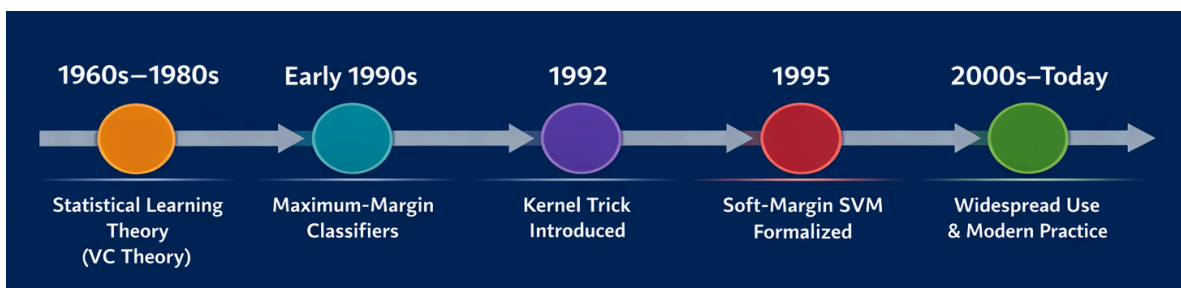 1960s–1980s
Early 1990s
1992
1995
2000s–Today
Statistical Learning
Theory
(VC Theory)
Maximum-Margin
Classifiers
Kernel Trick
Introduced
Soft-Margin SVM
Formalized
Widespread Use
& Modern Practice